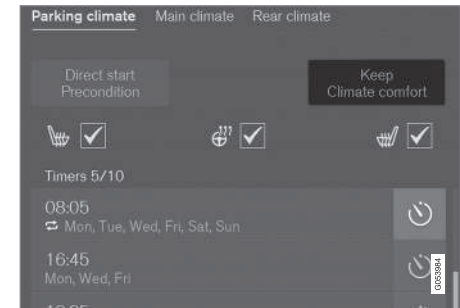 Parking climate Main climate Rear climate
Direct start
Precondition
Keep
Climate comfort
Timers 5/10
08:05
Mon, Tue, Wed, Fri, Sat, Sun
16:45
Mon, Wed, Fri
G053984